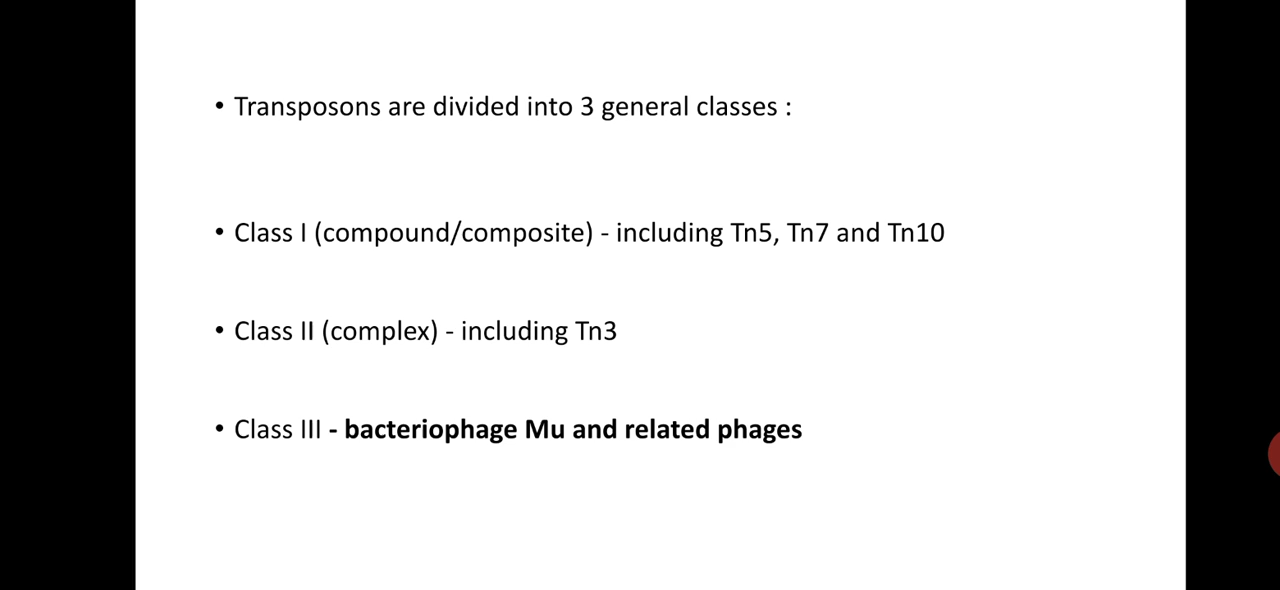 • Transposons are divided into 3 general classes :
• Class I (compound/composite) - including Tn5, Tn7 and Tn10
• Class II (complex) - including Tn3
• Class III - bacteriophage Mu and related phages